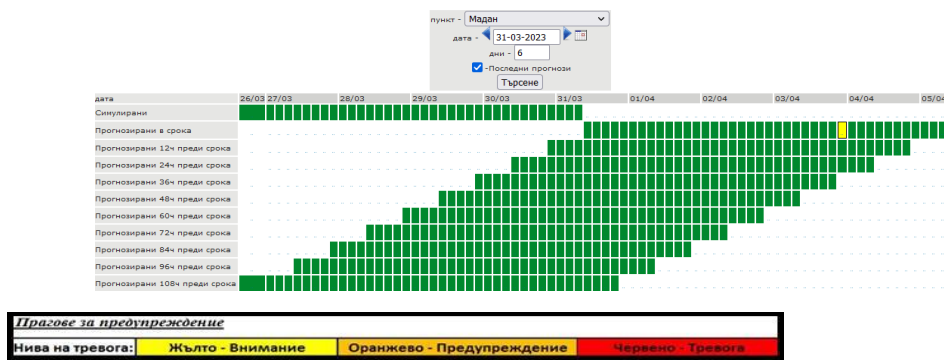 пункт - Мадан
дата - 31-03-2023
дни - 6
-Последни прогнози
Търсене
дата 26/03 27/03 28/03 29/03 30/03 31/03 01/04 02/04 03/04 04/04 05/04
Симулирани
Прогнозирани в срока
Прогнозирани 12ч преди срока
Прогнозирани 24ч преди срока
Прогнозирани 36ч преди срока
Прогнозирани 48ч преди срока
Прогнозирани 60ч преди срока
Прогнозирани 72ч преди срока
Прогнозирани 84ч преди срока
Прогнозирани 96ч преди срока
Прогнозирани 108ч преди срока
Прагове за предупреждение
Нива на тревога: Жълто - Внимание Оранжево - Предупреждение Червено - Тревога